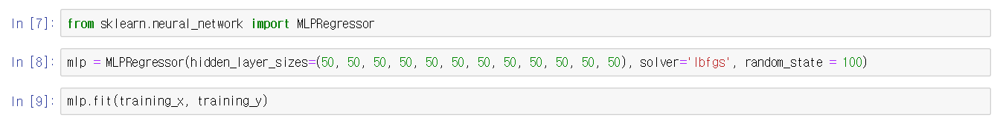 In [7]: from sklearn.neural_network import MLPRegressor
In [8]: mlp = MLPRegressor(hidden_layer_sizes=(50, 50, 50, 50, 50, 50, 50, 50, 50, 50, 50, 50), solver='lbfgs', random_state = 100)
In [9]: mlp.fit(training_x, training_y)